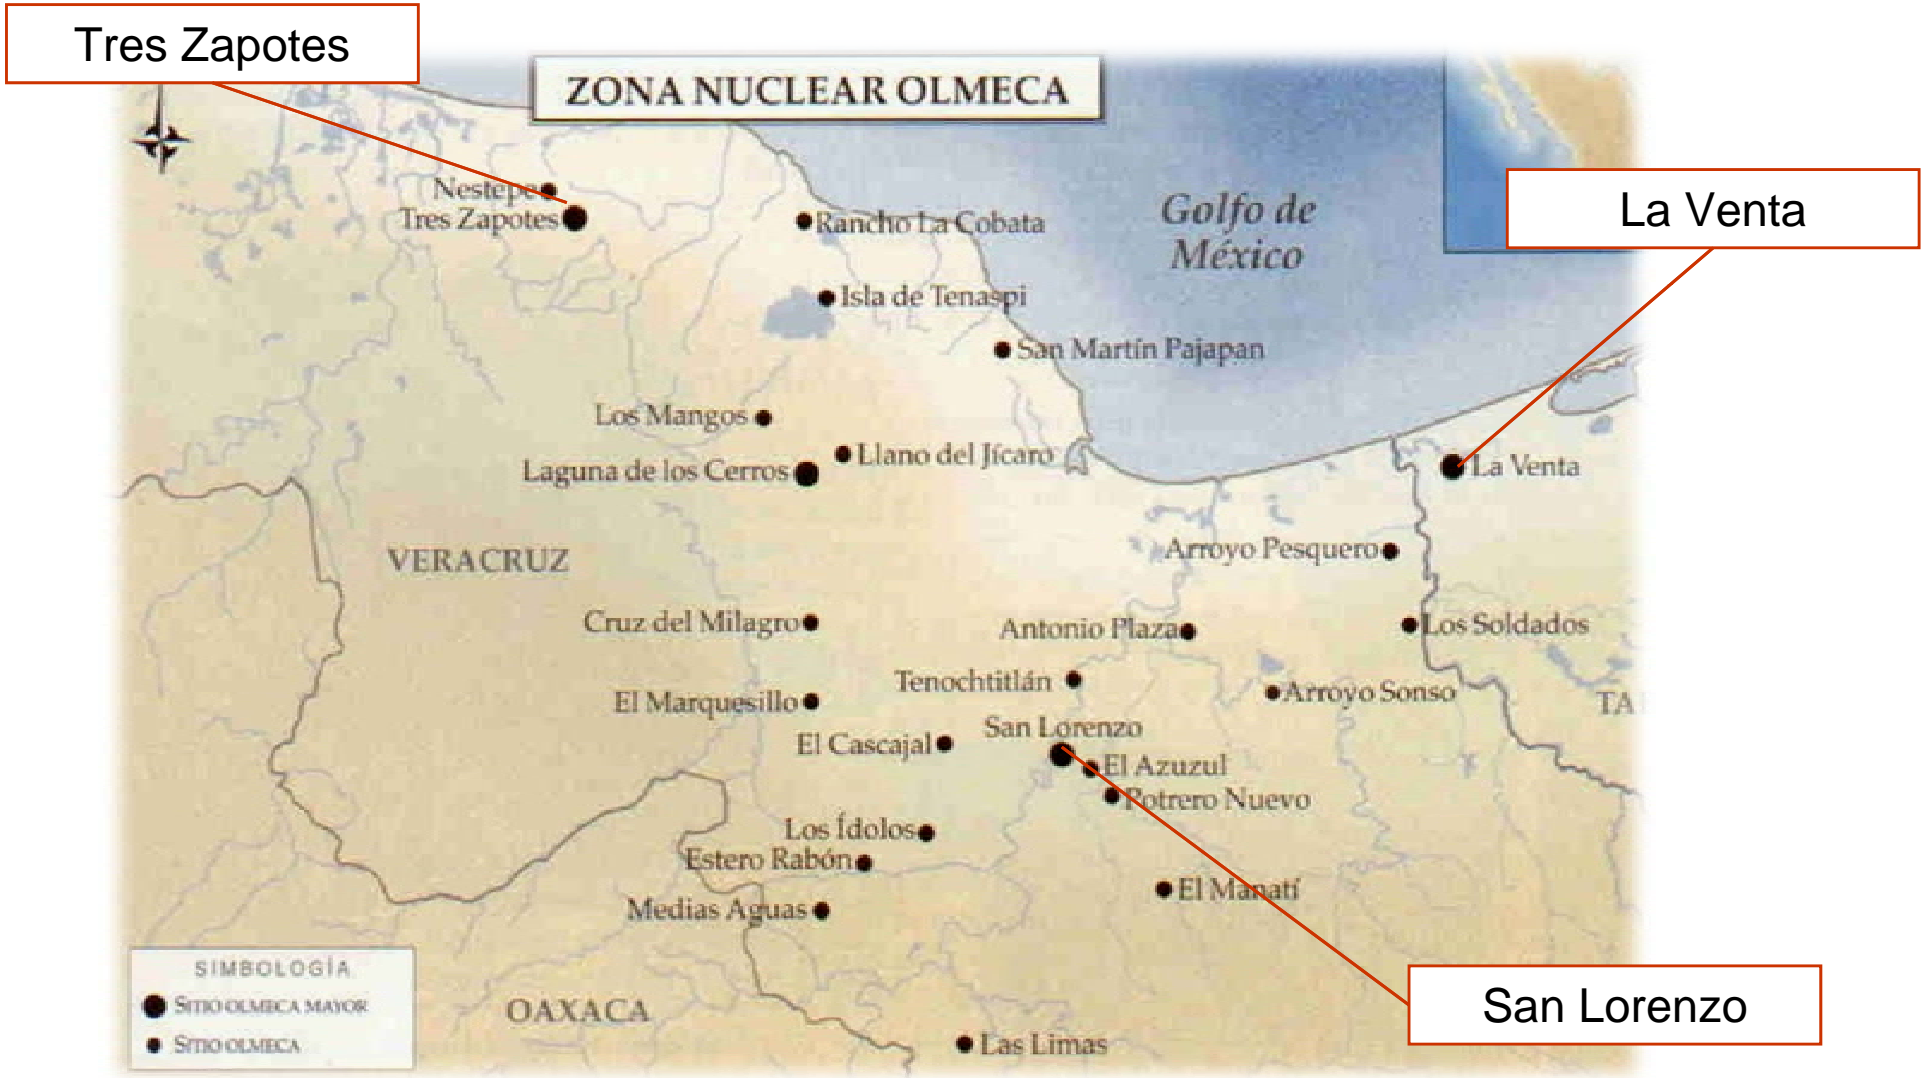 Tres Zapotes
ZONA NUCLEAR OLMECA
La Venta
Golfo de
México
Nestepe
Tres Zapotes
Rancho La Cobata
Isla de Tenaspi
San Martín Pajapan
Los Mangos
Llano del Jícaro
Laguna de los Cerros
La Venta
VERACRUZ
Arroyo Pesquero
Cruz del Milagro
Antonio Plaza
Los Soldados
Tenochtitlán
Arroyo Sonso
El Marquesillo
TA
San Lorenzo
El Cascajal
El Azuzul
Potrero Nuevo
Los Ídolos
Estero Rabón
El Manatí
Medias Aguas
SIMBOLOGÍA
SITIO OLMECA MAYOR
SITIO OLMECA
OAXACA
Las Limas
San Lorenzo